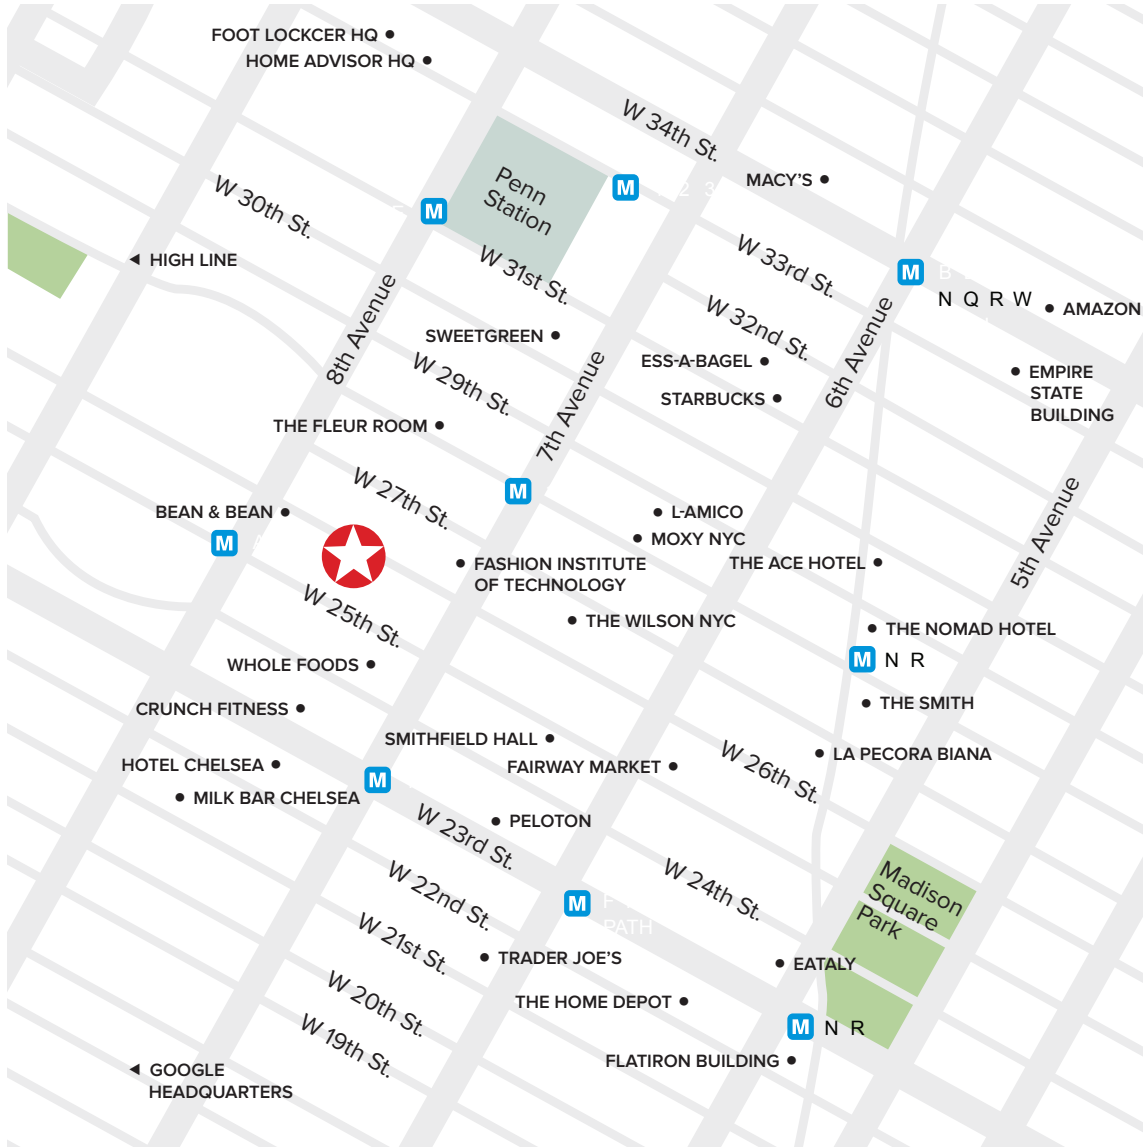 FOOT LOCKCER HQ
HOME ADVISOR HQ
W 34th St.
MACY'S
Penn
Station
M
2 3
M
W 30th St.
HIGH LINE
W 31st St.
W 33rd St.
M
B
N Q R W
AMAZON
8th Avenue
SWEETGREEN
W 32nd St.
6th Avenue
W 29th St.
ESS-A-BAGEL
EMPIRE
STATE
BUILDING
STARBUCKS
7th Avenue
THE FLEUR ROOM
W 27th St.
M
BEAN & BEAN
L-AMICO
M
MOXY NYC
5th Avenue
FASHION INSTITUTE
OF TECHNOLOGY
THE ACE HOTEL
W 25th St.
THE WILSON NYC
THE NOMAD HOTEL
M N R
WHOLE FOODS
CRUNCH FITNESS
THE SMITH
SMITHFIELD HALL
LA PECORA BIANA
HOTEL CHELSEA
FAIRWAY MARKET
W 26th St.
M
MILK BAR CHELSEA
PELOTON
W 23rd St.
W 22nd St.
W 24th St.
Madison
Square
Park
M
PATH
W 21st St.
TRADER JOE'S
EATALY
W 20th St.
THE HOME DEPOT
M N R
W 19th St.
FLATIRON BUILDING
GOOGLE
HEADQUARTERS